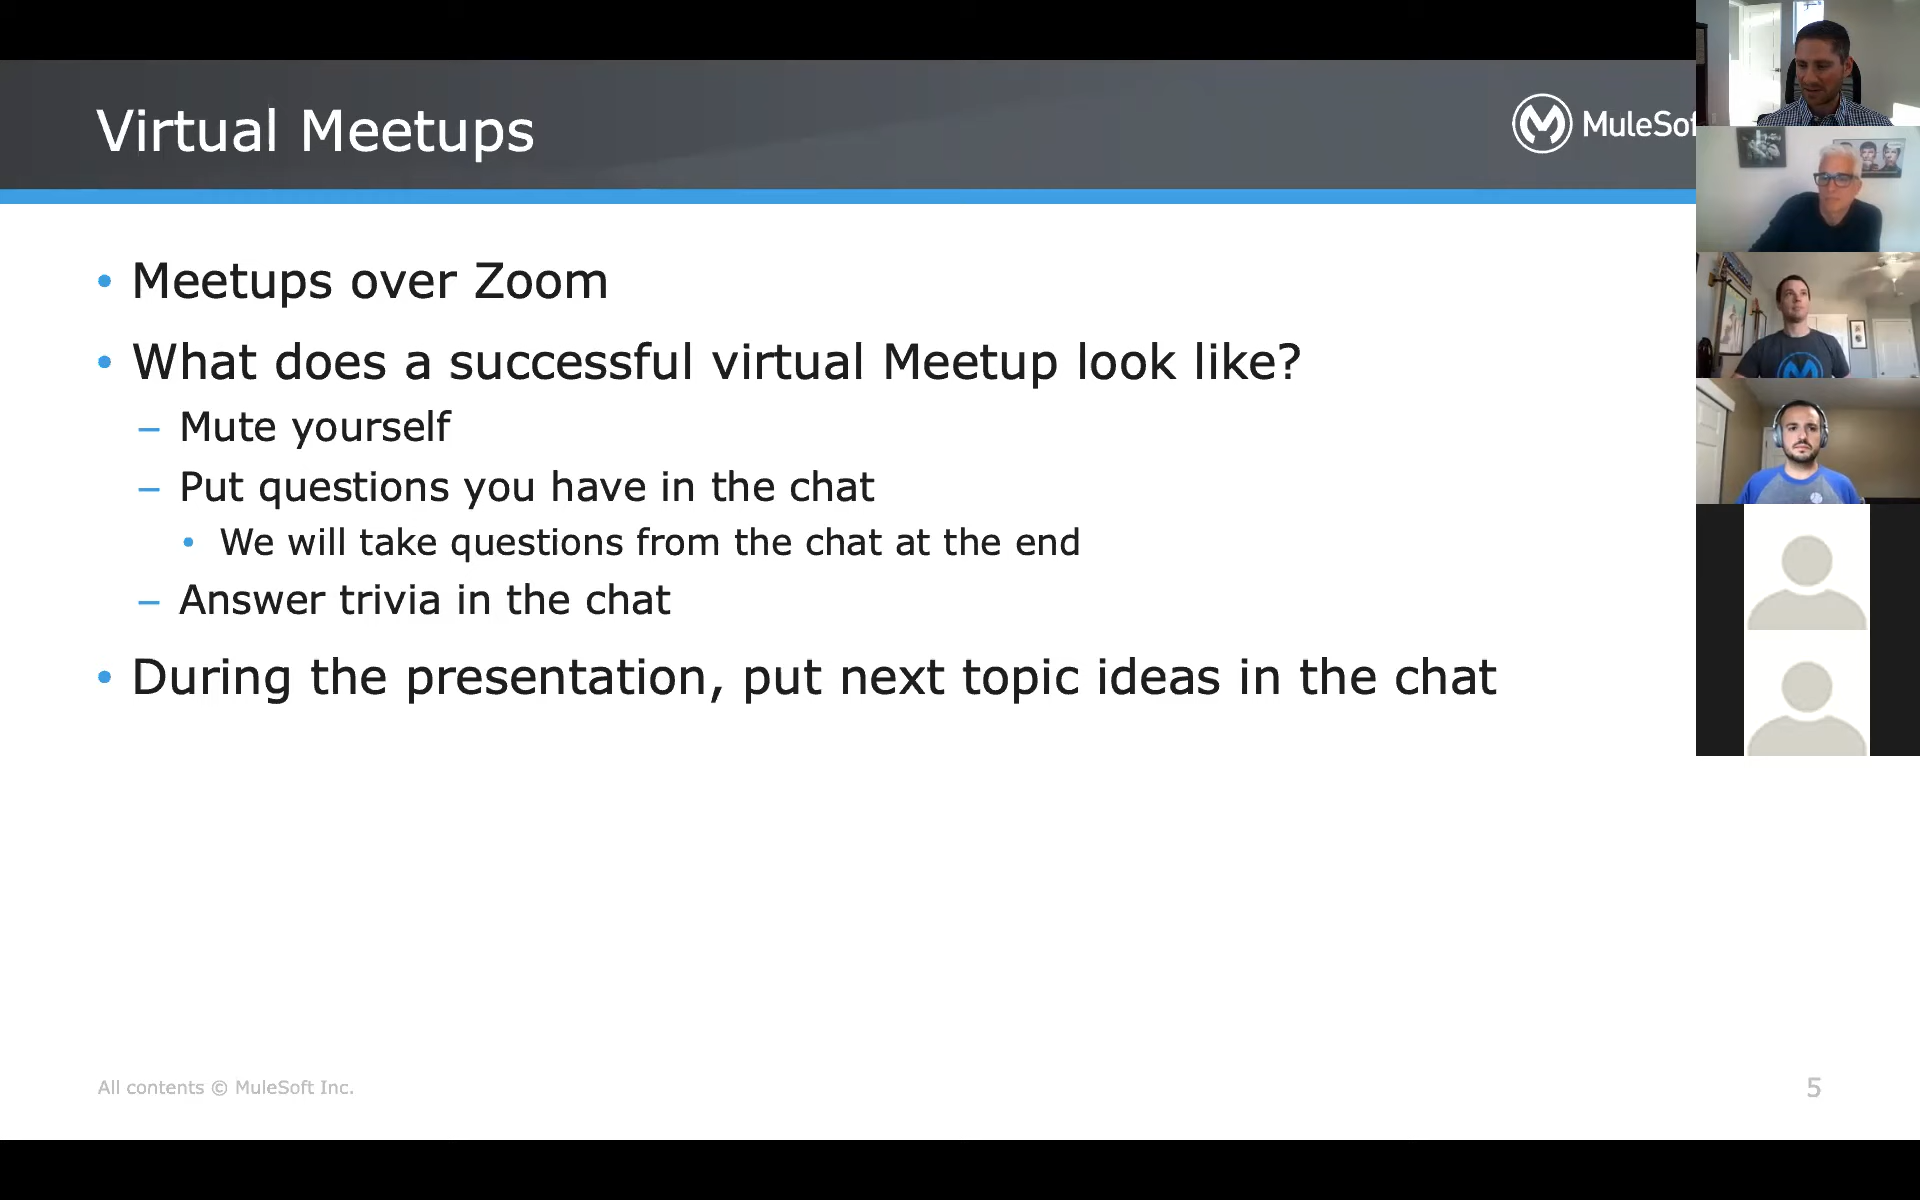 Virtual Meetups
MuleSof
• Meetups over Zoom
• What does a successful virtual Meetup look like?
– Mute yourself
– Put questions you have in the chat
• We will take questions from the chat at the end
– Answer trivia in the chat
• During the presentation, put next topic ideas in the chat
All contents © MuleSoft Inc.
5